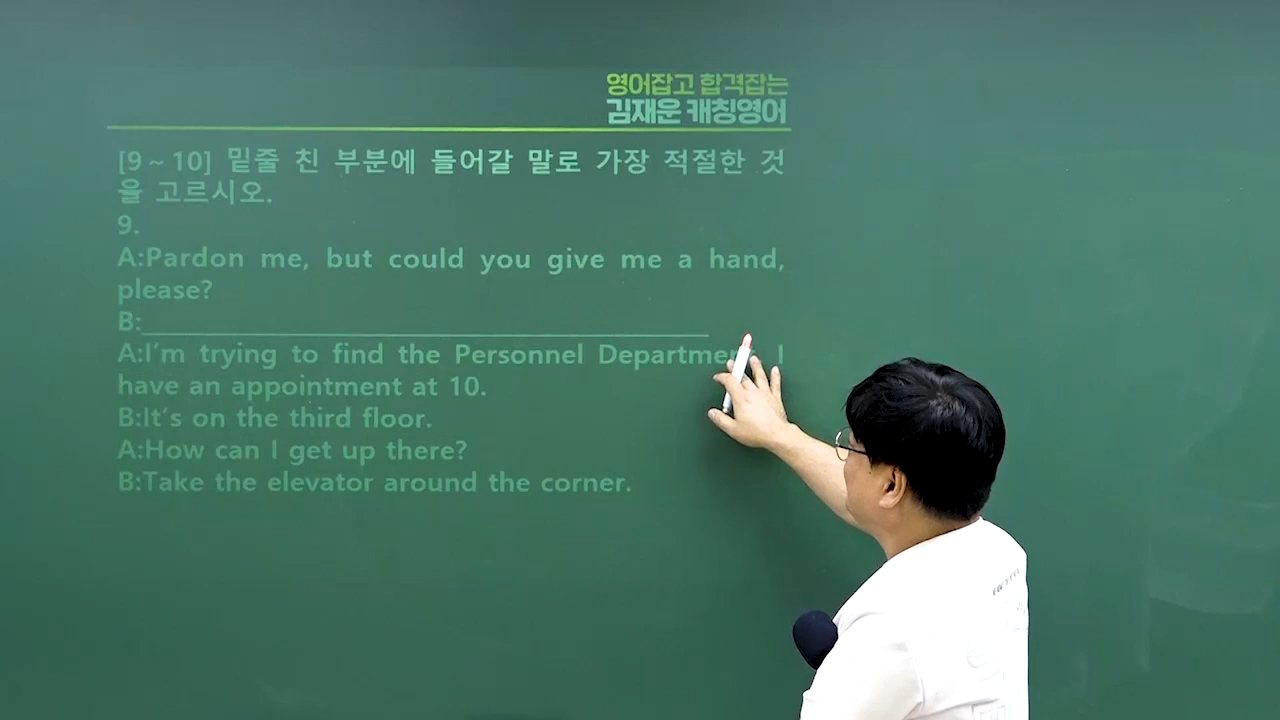 영어잡고 합격잡는
김재운 캐칭영어
[9~10] 밑줄 친 부분에 들어갈 말로 가장 적절한 것
을 고르시오.
9.
A:Pardon me, but could you give me a hand,
please?
B:
A:I'm trying to find the Personnel I
have an appointment at 10.
B:It's on the third floor.
A:How can I get up there?
B:Take the elevator around the corner.